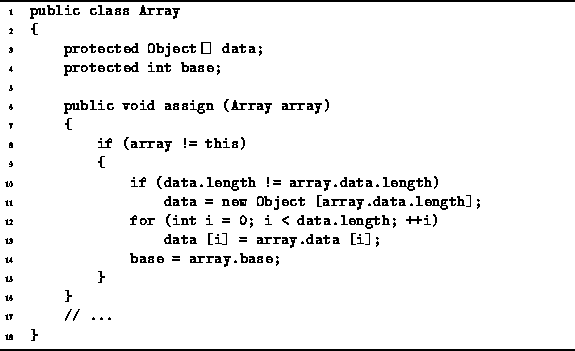 1 public class Array
2 {
3     protected Object[] data;
4     protected int base;
5
6     public void assign (Array array)
7     {
8         if (array != this)
9         {
10             if (data.length != array.data.length)
11                 data = new Object [array.data.length];
12             for (int i = 0; i < data.length; ++i)
13                 data [i] = array.data [i];
14             base = array.base;
15         }
16     }
17     // ...
18 }